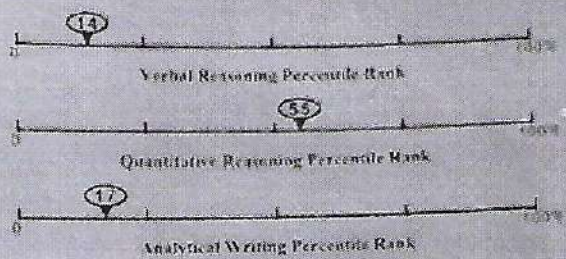 14
0 100%
Verbal Reasoning Percentile Rank
55
0 100%
Quantitative Reasoning Percentile Rank
17
0 100%
Analytical Writing Percentile Rank